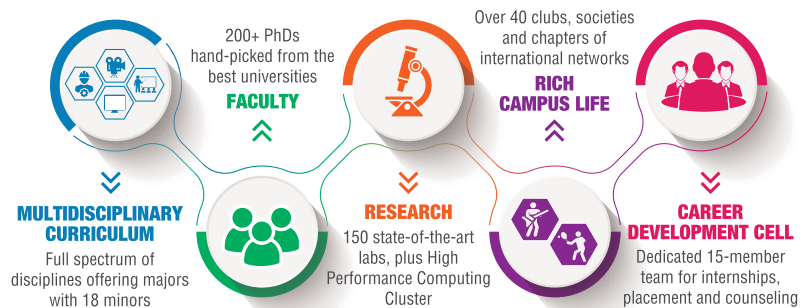 MULTIDISCIPLINARY
CURRICULUM
Full spectrum of
disciplines offering majors
with 18 minors
200+ PhDs
hand-picked from the
best universities
FACULTY
RESEARCH
150 state-of-the-art
labs, plus High
Performance Computing
Cluster
Over 40 clubs, societies
and chapters of
international networks
RICH
CAMPUS LIFE
CAREER
DEVELOPMENT CELL
Dedicated 15-member
team for internships,
placement and counseling